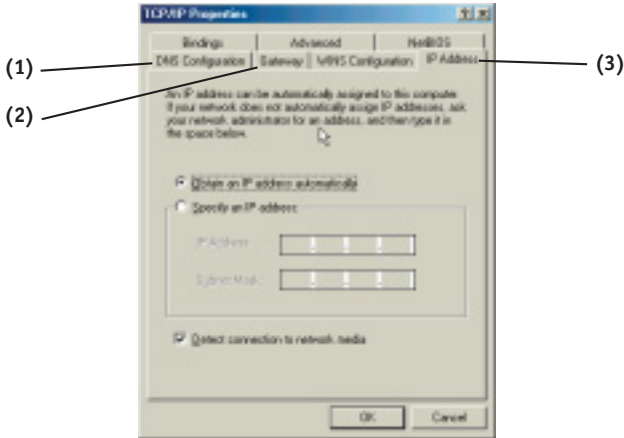 TCP/IP Properties
Bindings Advanced NetBIOS
DNS Configuration Gateway WINS Configuration IP Address
(1)
(2)
(3)
An IP address can be automatically assigned to this computer.
If your network does not automatically assign IP addresses, ask
your network administrator for an address, and then type it in
the space below.
Obtain an IP address automatically
Specify an IP address:
IP Address:
Subnet Mask:
Detect connection to network media
OK Cancel